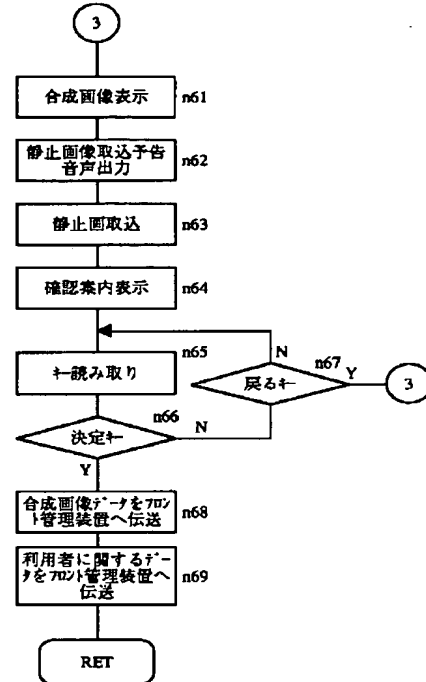 3
合成画像表示 n61
静止画像取込予告
音声出力 n62
静止画取込 n63
確認案内表示 n64
n65
キー読み取り
N
n67
戻るキー
Y
3
n66
決定キー
N
Y
合成画像データをフロン
ト管理装置へ伝送 n68
利用者に関するデー
タをフロント管理装置へ
伝送 n69
RET